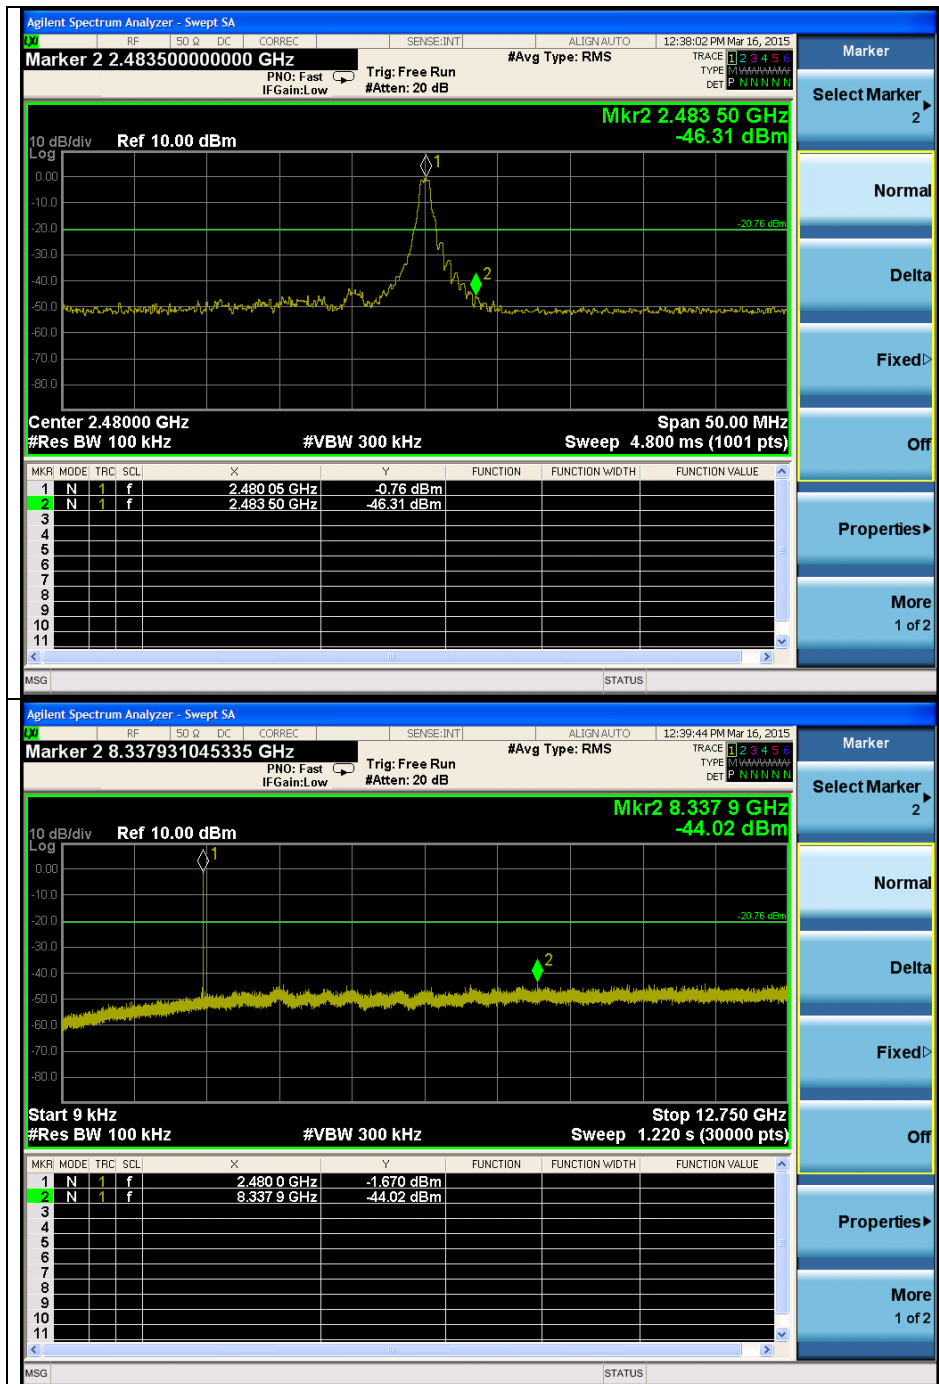 Agilent Spectrum Analyzer - Swept SA
LXI RF 50 Ω DC CORREC SENSE:INT ALIGNAUTO 12:38:02 PM Mar 16, 2015
Marker 2 2.483500000000 GHz #Avg Type: RMS TRACE 1 2 3 4 5 6
PNO: Fast Trig: Free Run TYPE M WWWWW
IFGain:Low #Atten: 20 dB DET P N N N N N
Mkr2 2.483 50 GHz
10 dB/div Ref 10.00 dBm -46.31 dBm
Log
1
0.00
-10.0
-20.0
-20.76 dBm
-30.0
2
-40.0
-50.0
-60.0
-70.0
-80.0
Center 2.48000 GHz Span 50.00 MHz
#Res BW 100 kHz #VBW 300 kHz Sweep 4.800 ms (1001 pts)
MKR MODE TRC SCL X Y FUNCTION FUNCTION WIDTH FUNCTION VALUE
1 N 1 f 2.480 05 GHz -0.76 dBm
2 N 1 f 2.483 50 GHz -46.31 dBm
3
4
5
6
7
8
9
10
11
MSG STATUS
Marker
Select Marker
2
Normal
Delta
Fixed
Off
Properties
More
1 of 2
Agilent Spectrum Analyzer - Swept SA
LXI RF 50 Ω DC CORREC SENSE:INT ALIGNAUTO 12:39:44 PM Mar 16, 2015
Marker 2 8.337931045335 GHz #Avg Type: RMS TRACE 1 2 3 4 5 6
PNO: Fast Trig: Free Run TYPE M WWWWW
IFGain:Low #Atten: 20 dB DET P N N N N N
Mkr2 8.337 9 GHz
10 dB/div Ref 10.00 dBm -44.02 dBm
Log
1
0.00
-10.0
-20.0
-20.76 dBm
-30.0
2
-40.0
-50.0
-60.0
-70.0
-80.0
Start 9 kHz Stop 12.750 GHz
#Res BW 100 kHz #VBW 300 kHz Sweep 1.220 s (30000 pts)
MKR MODE TRC SCL X Y FUNCTION FUNCTION WIDTH FUNCTION VALUE
1 N 1 f 2.480 0 GHz -1.670 dBm
2 N 1 f 8.337 9 GHz -44.02 dBm
3
4
5
6
7
8
9
10
11
MSG STATUS
Marker
Select Marker
2
Normal
Delta
Fixed
Off
Properties
More
1 of 2